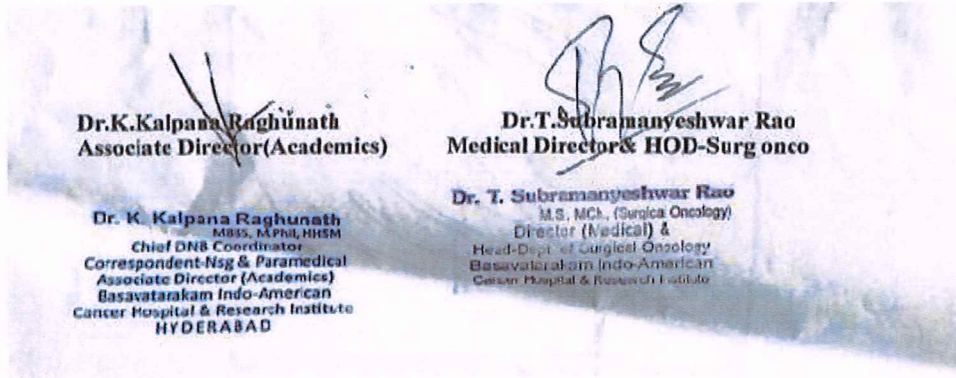 Dr.K.Kalpana Raghunath
Associate Director(Academics)
Dr. K. Kalpana Raghunath
MBBS, M.Phil, HHSM
Chief DNB Coordinator
Correspondent-Nsg & Paramedical
Associate Director (Academics)
Basavatarakam Indo-American
Cancer Hospital & Research Institute
HYDERABAD
Dr.T.Subramanyeshwar Rao
Medical Director& HOD-Surg onco
Dr. T. Subramanyeshwar Rao
M.S, MCh., (Surgical Oncology)
Director (Medical) &
Head-Dept of Surgical Oncology
Basavatarakam Indo-American
Cancer Hospital & Research Institute